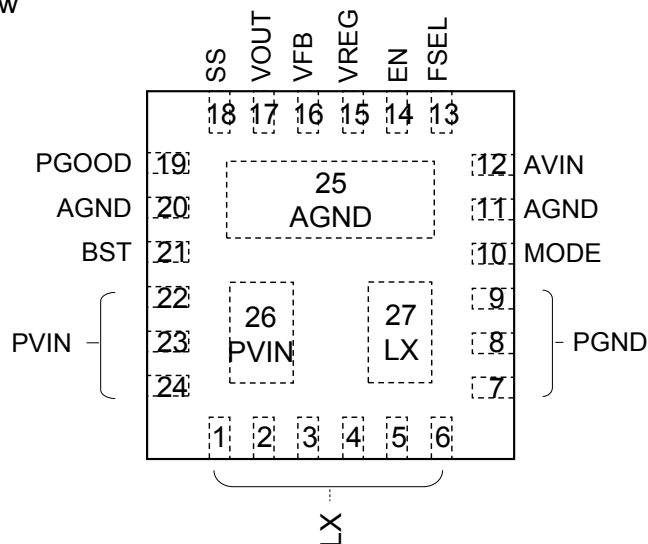 w
SS VOUT VFB VREG EN FSEL
18 17 16 15 14 13
PGOOD 19 12 AVIN
25
AGND 20 11 AGND
AGND
BST 21 10 MODE
22 9
26 27
PVIN 23 8 PGND
PVIN LX
24 7
1 2 3 4 5 6
LX